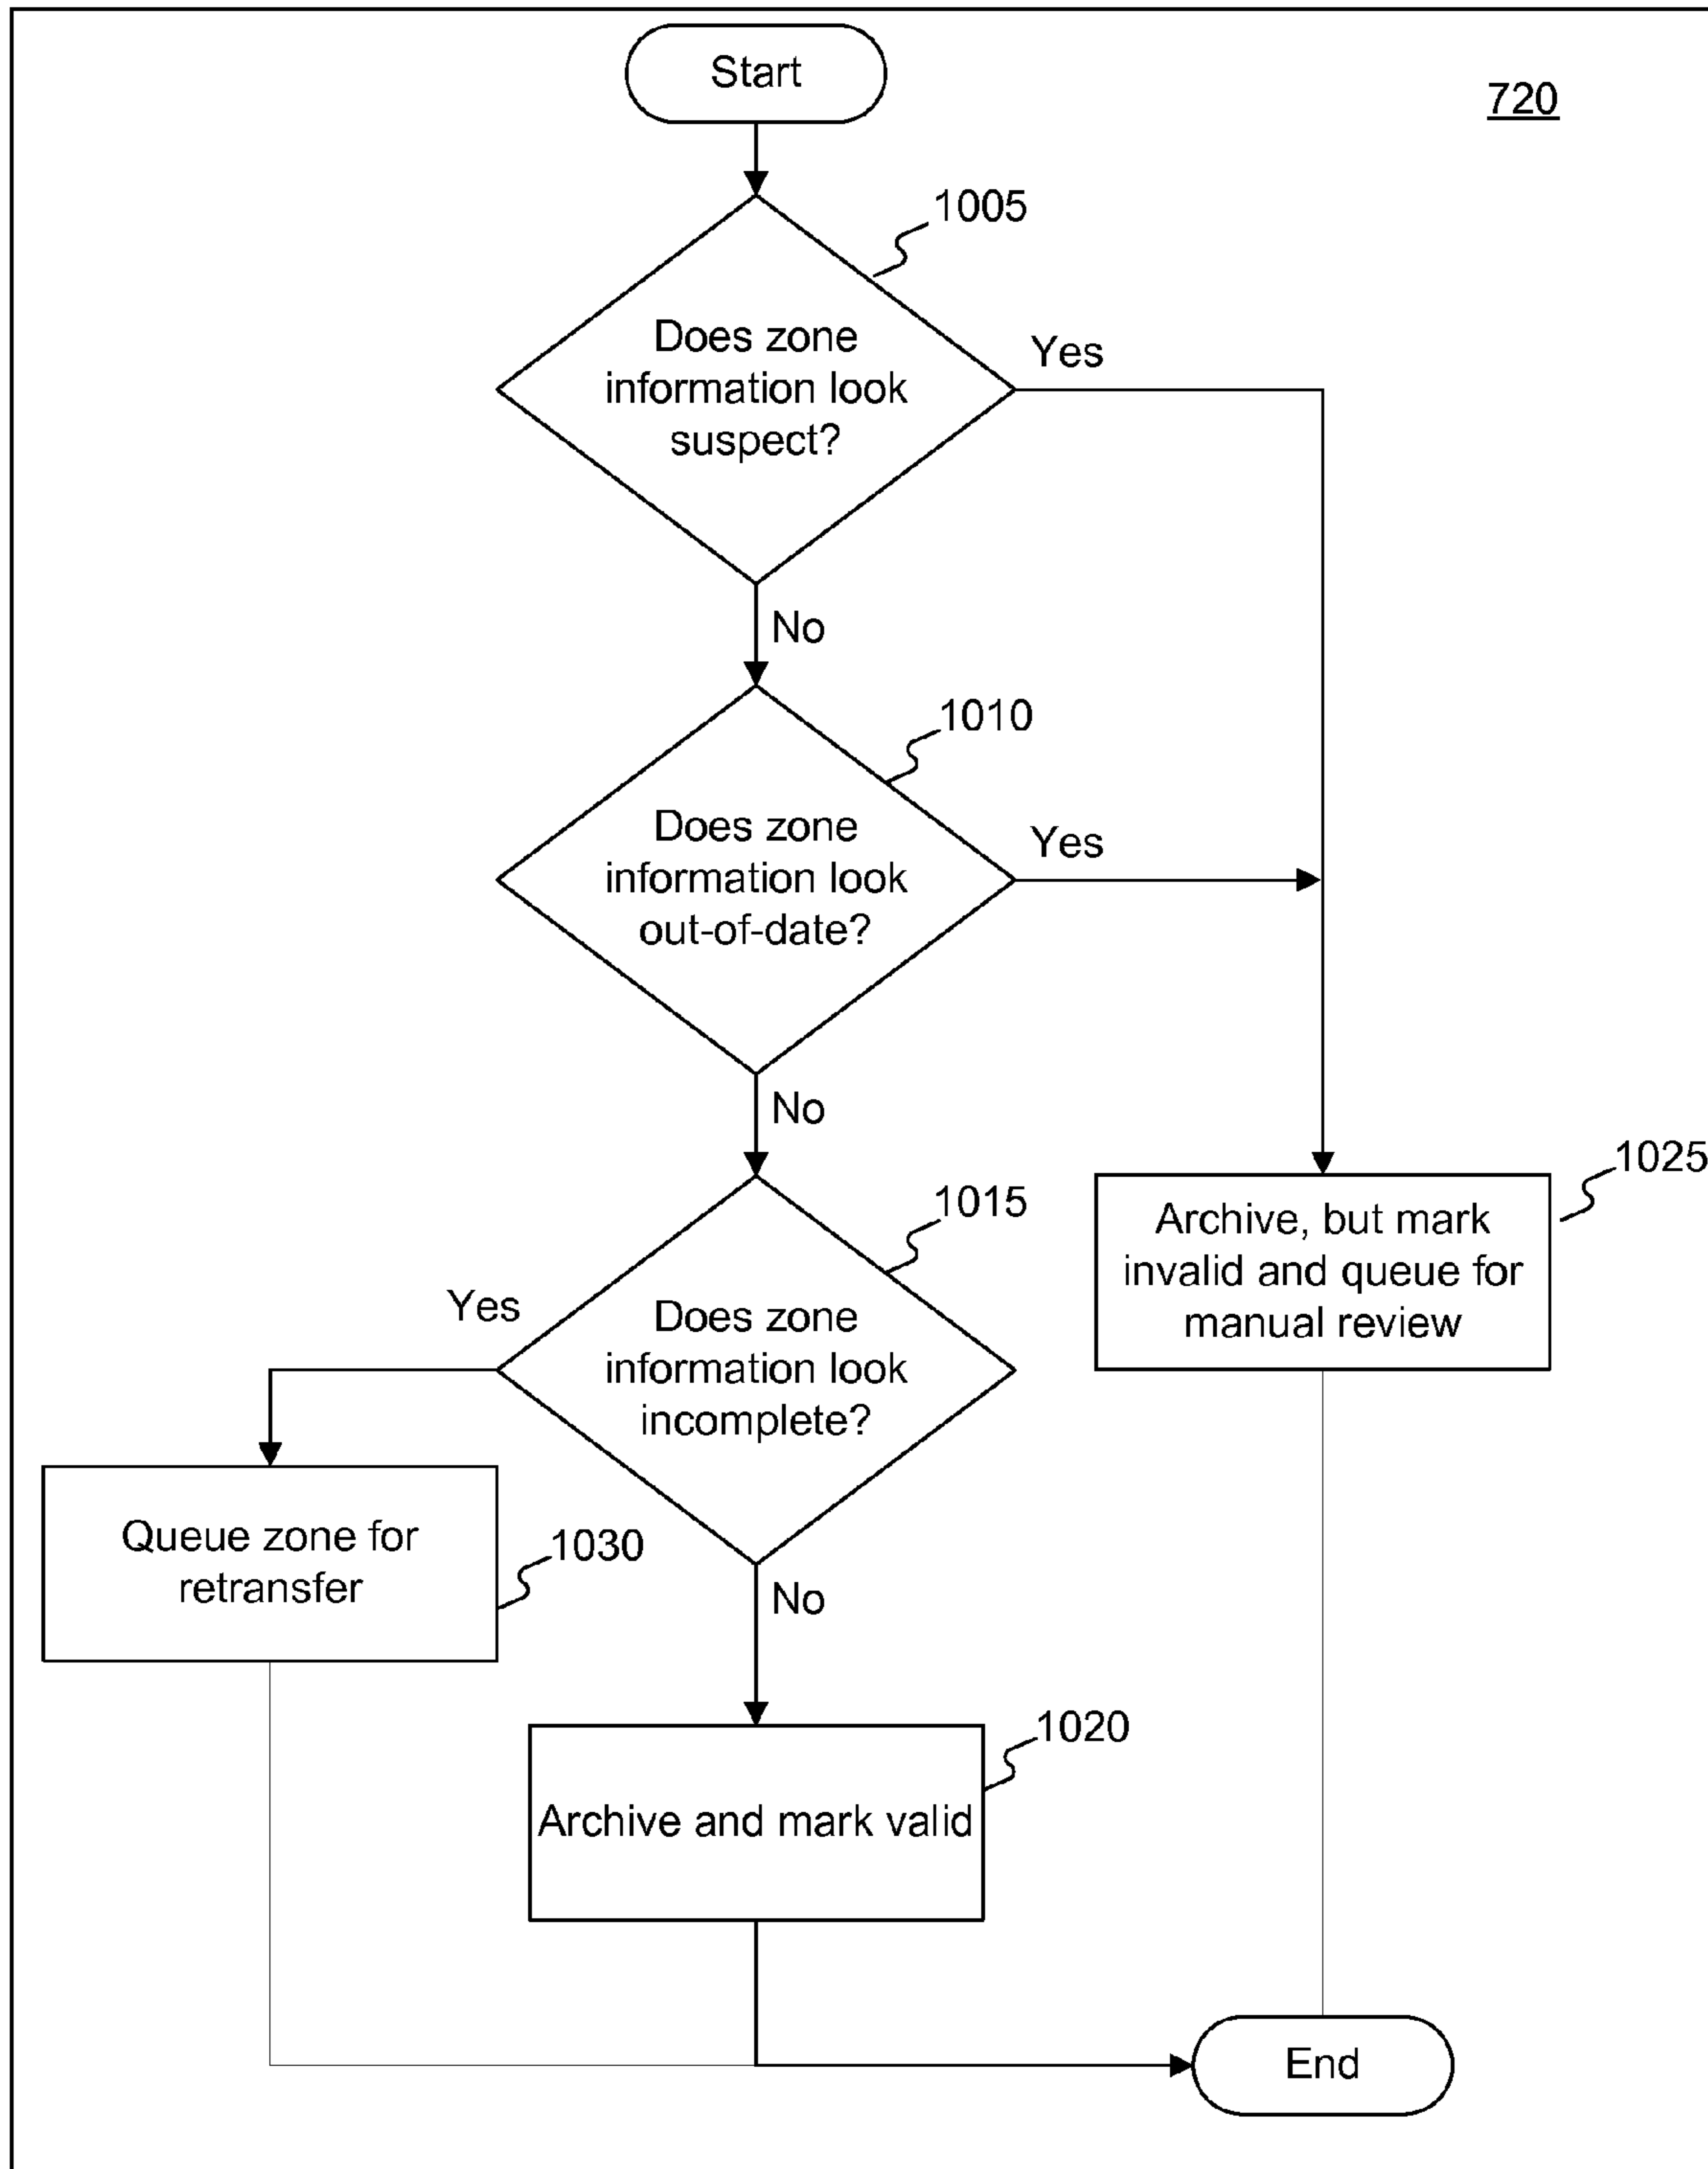 Start
720
1005
Does zone
information look
suspect?
Yes
No
1010
Does zone
information look
out-of-date?
Yes
No
1015
Does zone
information look
incomplete?
Yes
1025
Archive, but mark
invalid and queue for
manual review
Queue zone for
retransfer
1030
No
1020
Archive and mark valid
End